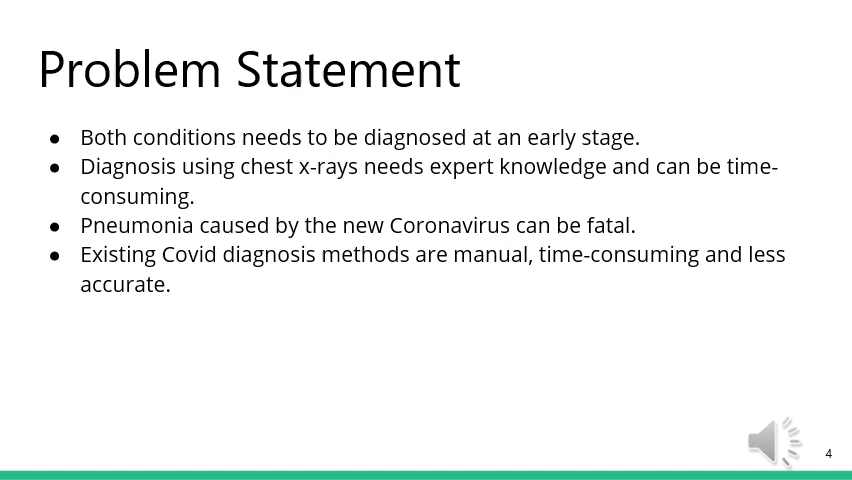 Problem Statement
● Both conditions needs to be diagnosed at an early stage.
● Diagnosis using chest x-rays needs expert knowledge and can be time-
consuming.
● Pneumonia caused by the new Coronavirus can be fatal.
● Existing Covid diagnosis methods are manual, time-consuming and less
accurate.
4